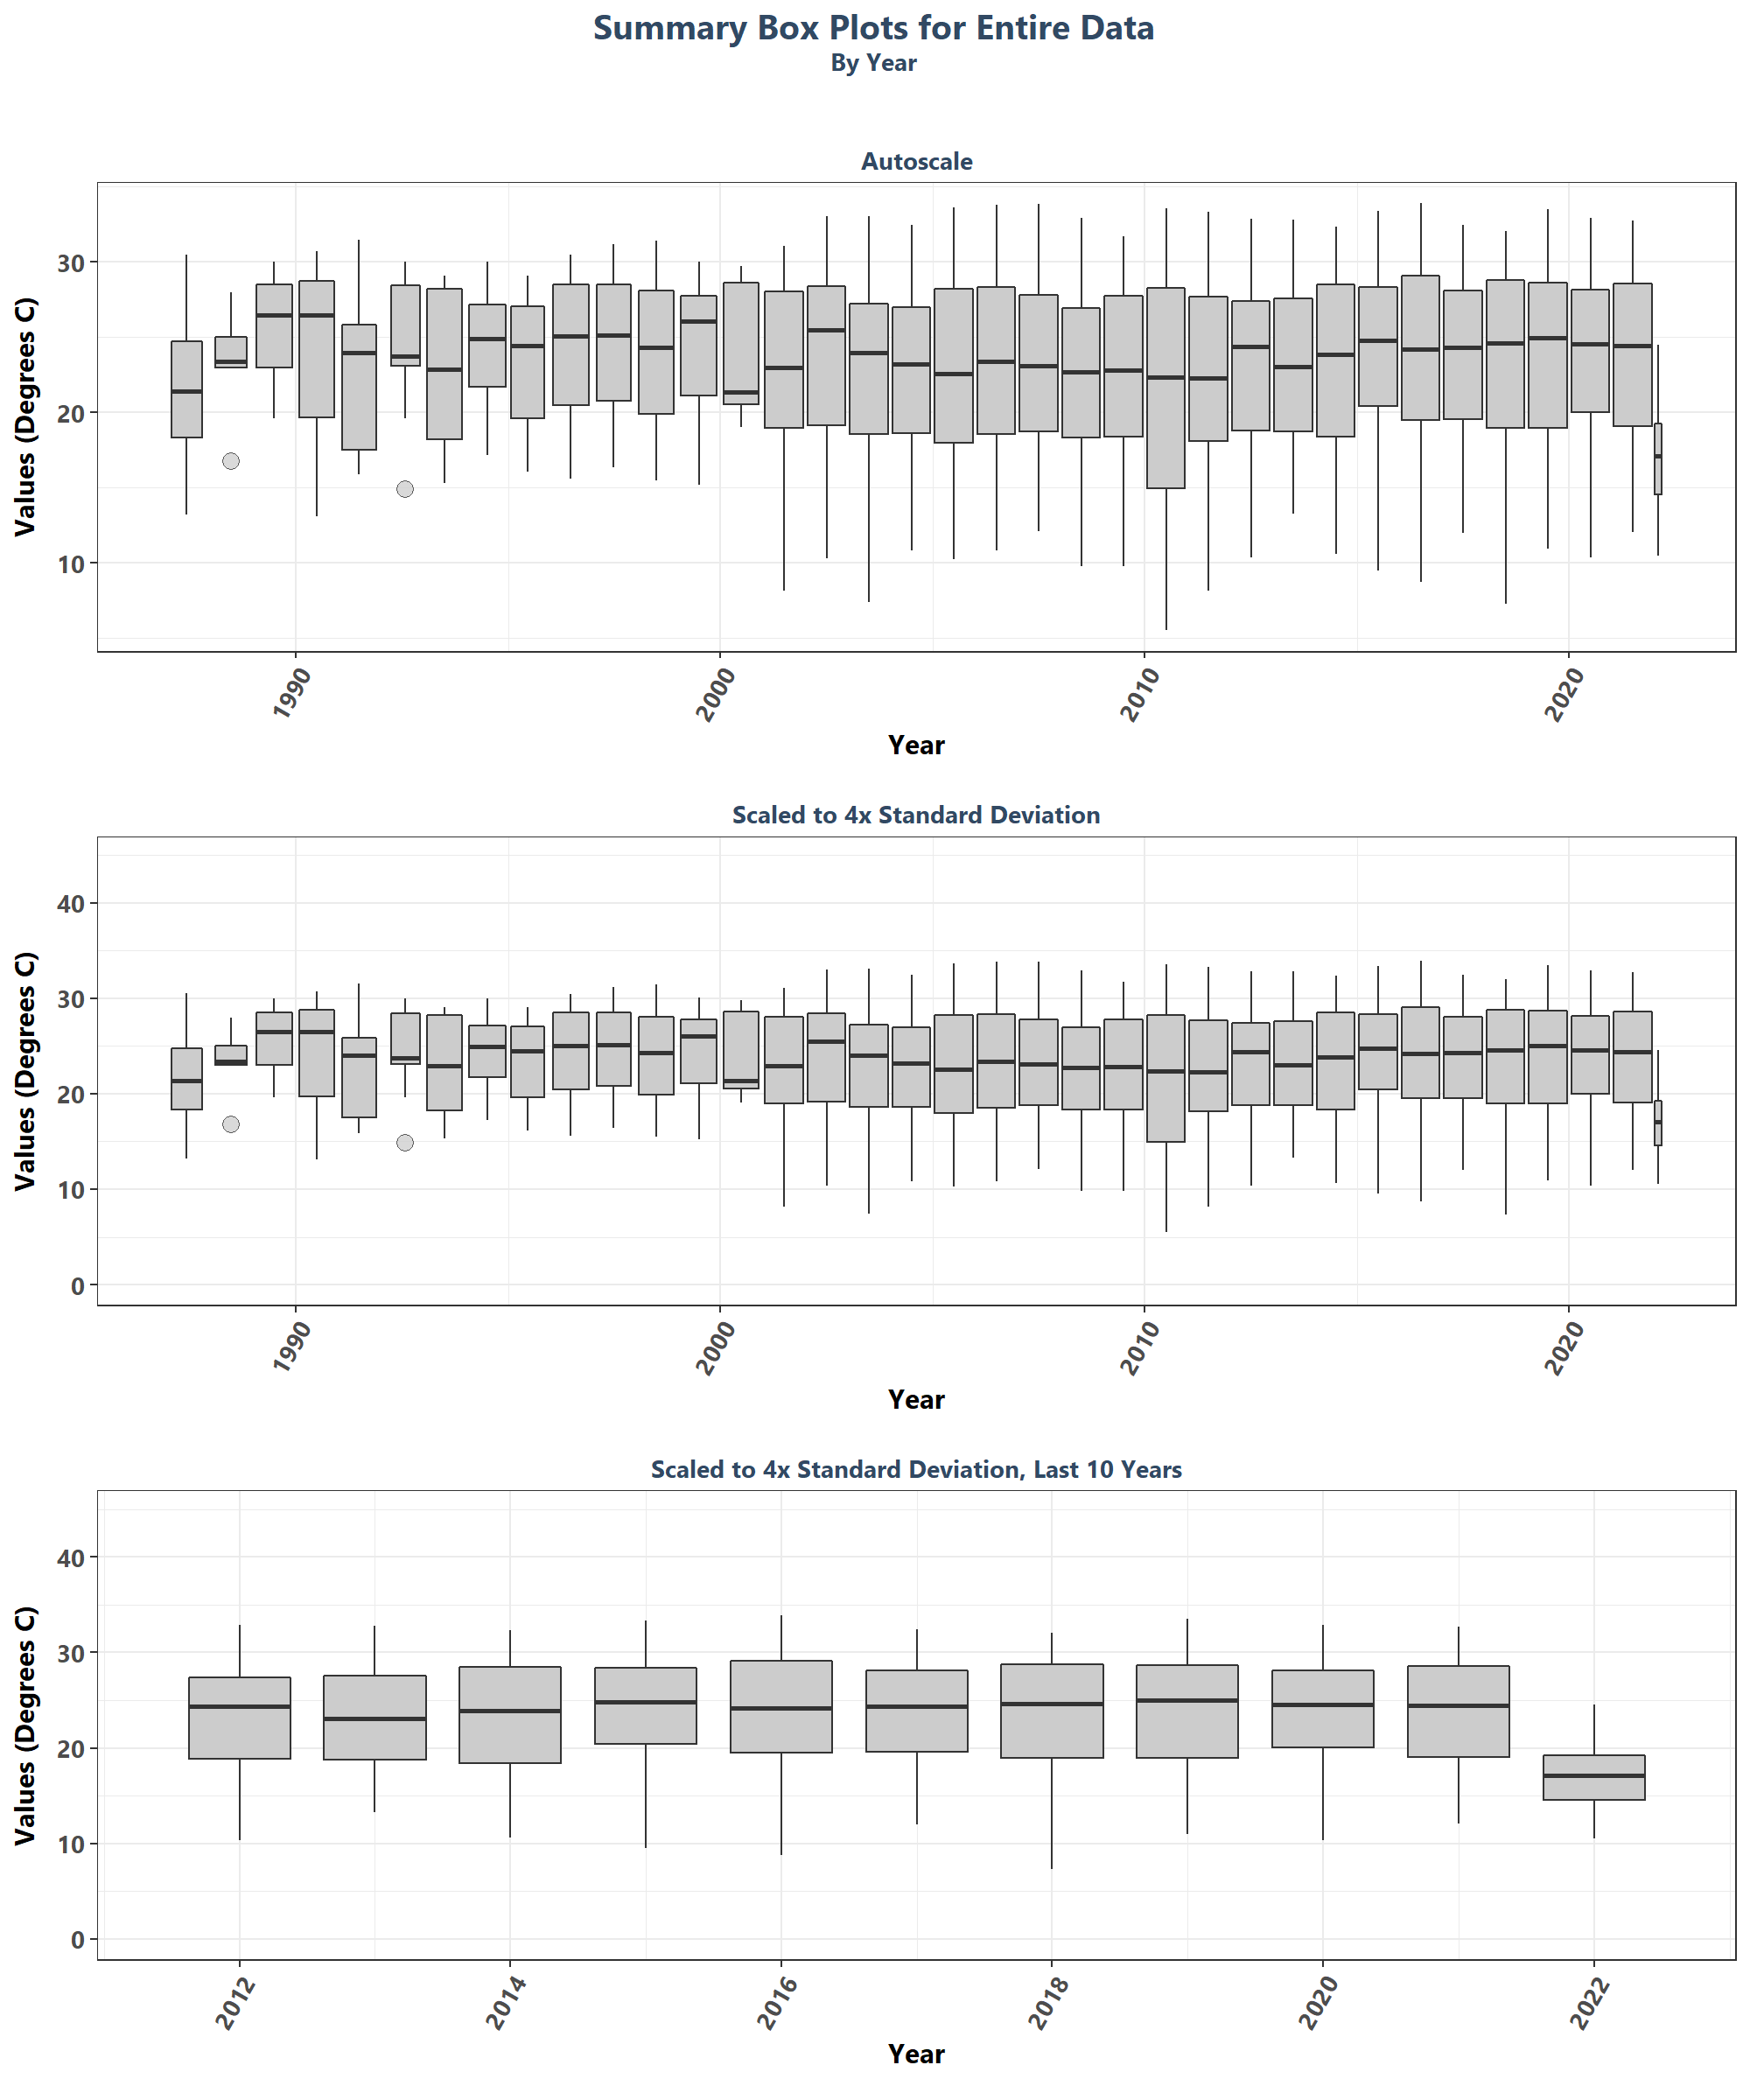 Summary Box Plots for Entire Data
By Year
Autoscale
Values (Degrees C)
30
20
10
1990
2000
2010
2020
Year
Scaled to 4x Standard Deviation
Values (Degrees C)
40
30
20
10
0
1990
2000
2010
2020
Year
Scaled to 4x Standard Deviation, Last 10 Years
Values (Degrees C)
40
30
20
10
0
2012
2014
2016
2018
2020
2022
Year